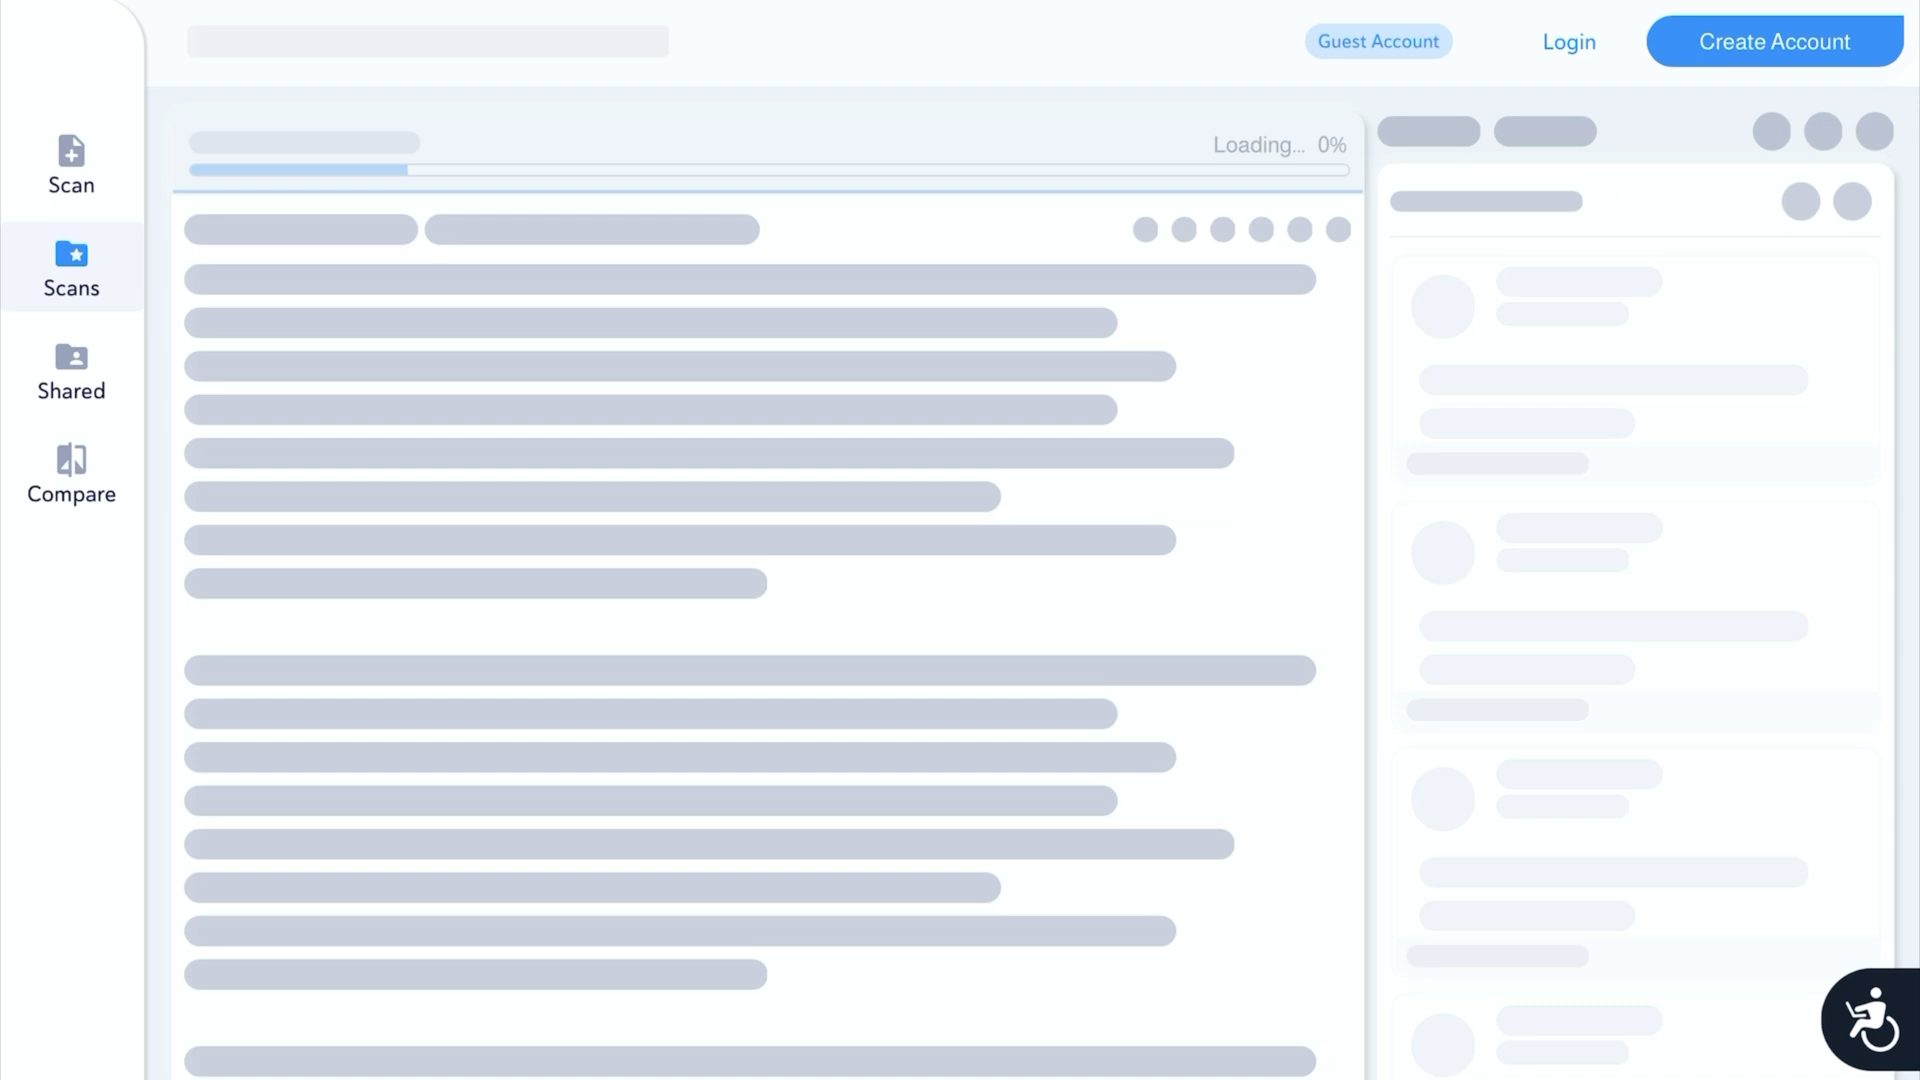 Guest Account
Login
Create Account
Loading... 0%
Scan
Scans
Shared
Compare